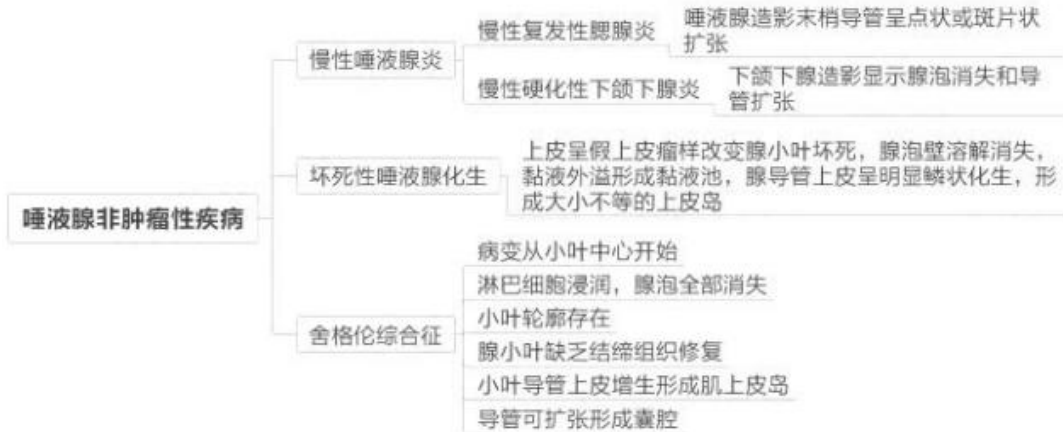 唾液腺非肿瘤性疾病
慢性唾液腺炎
慢性复发性腮腺炎
唾液腺造影末梢导管呈点状或斑片状
扩张
慢性硬化性下颌下腺炎
下颌下腺造影显示腺泡消失和导
管扩张
坏死性唾液腺化生
上皮呈假上皮瘤样改变腺小叶坏死，腺泡壁溶解消失，
黏液外溢形成黏液池，腺导管上皮呈明显鳞状化生，形
成大小不等的上皮岛
舍格伦综合征
病变从小叶中心开始
淋巴细胞浸润，腺泡全部消失
小叶轮廓存在
腺小叶缺乏结缔组织修复
小叶导管上皮增生形成肌上皮岛
导管可扩张形成囊腔